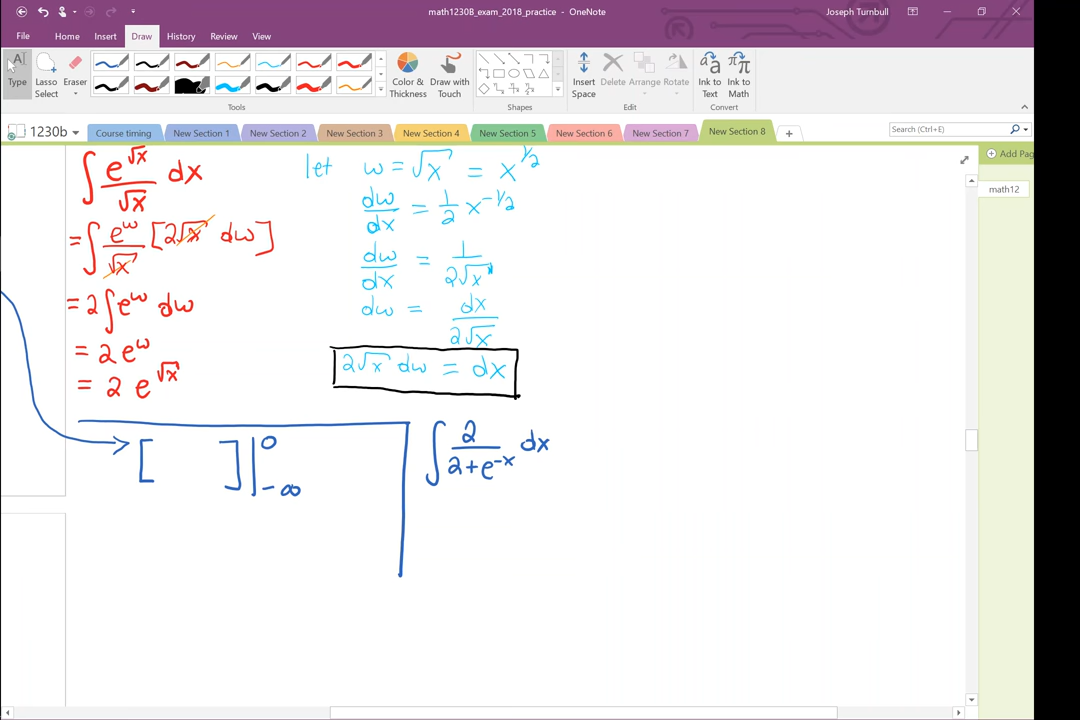 math1230B_exam_2018_practice - OneNote
Joseph Turnbull
File Home Insert Draw History Review View
Type
Lasso Select
Eraser
Color & Thickness
Draw with Touch
Insert Space
Delete
Arrange
Rotate
Ink to Text
Ink to Math
Tools
Shapes
Edit
Convert
1230b
Course timing
New Section 1
New Section 2
New Section 3
New Section 4
New Section 5
New Section 6
New Section 7
New Section 8
+
Search (Ctrl+E)
Add Pag
math12
∫ e^√x / √x dx
= ∫ e^w / √x [2√x dw]
= 2 ∫ e^w dw
= 2 e^w
= 2 e^√x
let w = √x = x^1/2
dw/dx = 1/2 x^-1/2
dw/dx = 1 / 2√x
dw = dx / 2√x
2√x dw = dx
[ ] |0 -∞
∫ 2 / 2+e^-x dx